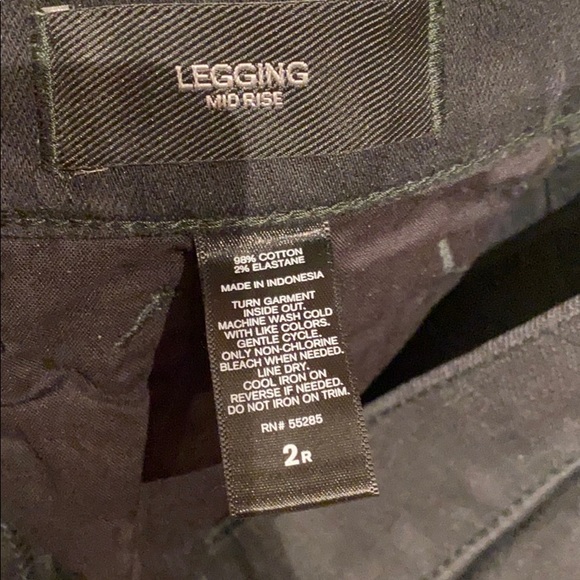 LEGGING
MID RISE
98% COTTON
2% ELASTANE
MADE IN INDONESIA
TURN GARMENT
INSIDE OUT.
MACHINE WASH COLD
WITH LIKE COLORS.
GENTLE CYCLE.
ONLY NON-CHLORINE
BLEACH WHEN NEEDED.
LINE DRY.
COOL IRON ON
REVERSE IF NEEDED.
DO NOT IRON ON TRIM.
RN# 55285
2R